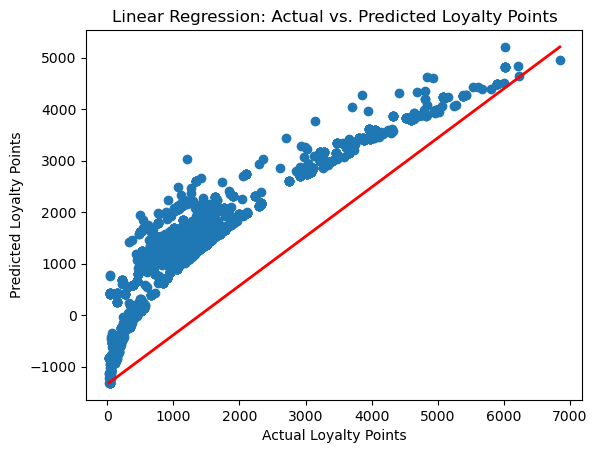 Linear Regression: Actual vs. Predicted Loyalty Points
Predicted Loyalty Points
5000
4000
3000
2000
1000
0
−1000
0 1000 2000 3000 4000 5000 6000 7000
Actual Loyalty Points